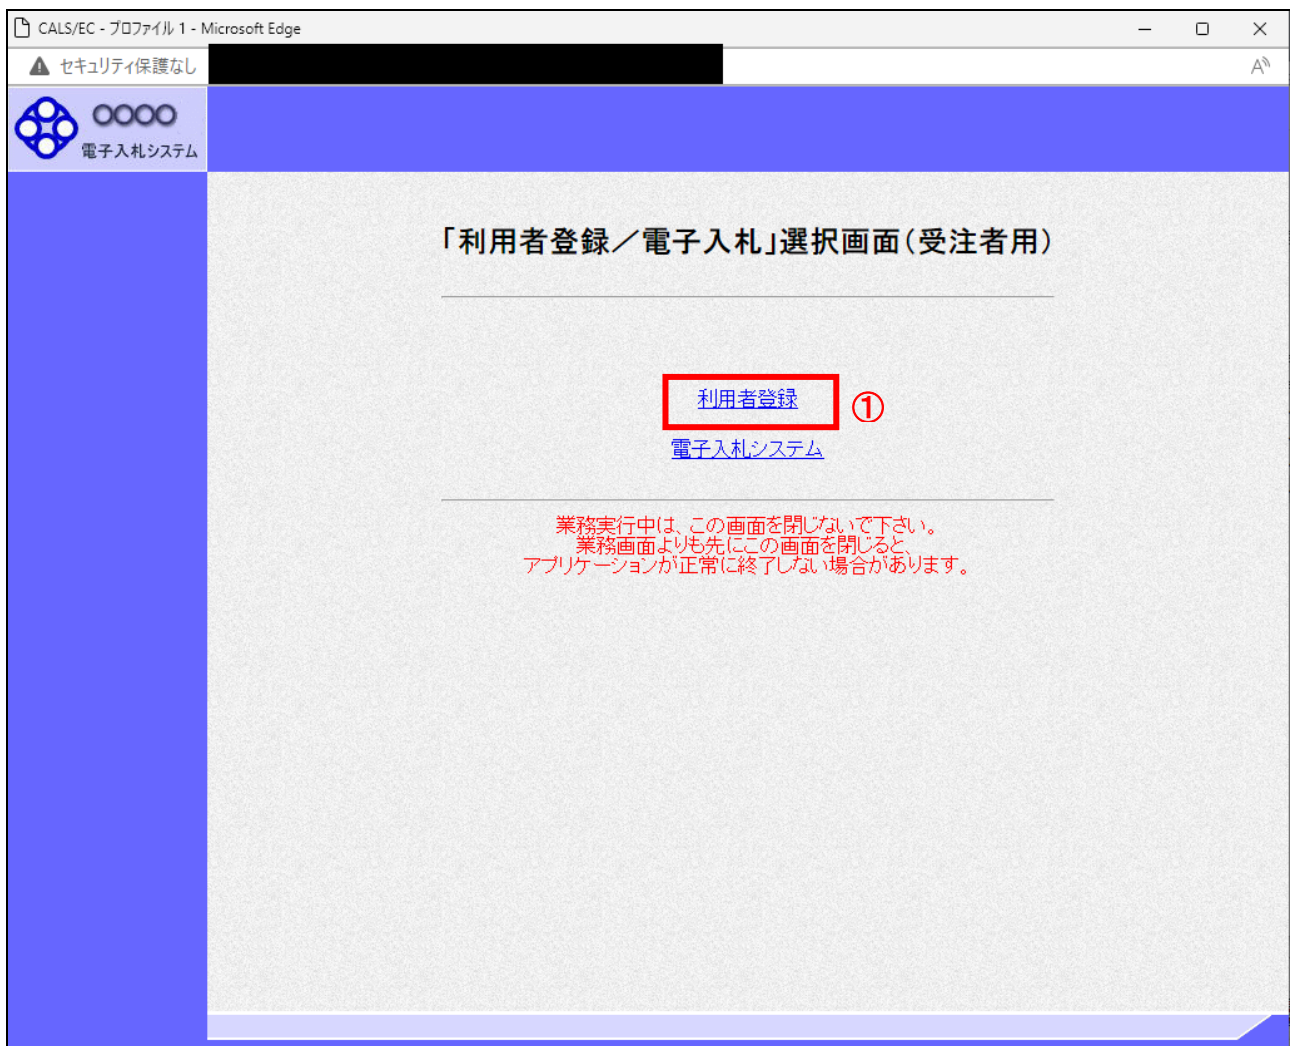 CALS/EC - プロファイル 1 - Microsoft Edge
セキュリティ保護なし
○○○○
電子入札システム
「利用者登録／電子入札」選択画面(受注者用)
利用者登録
①
電子入札システム
業務実行中は、この画面を閉じないで下さい。
業務画面よりも先にこの画面を閉じると、
アプリケーションが正常に終了しない場合があります。